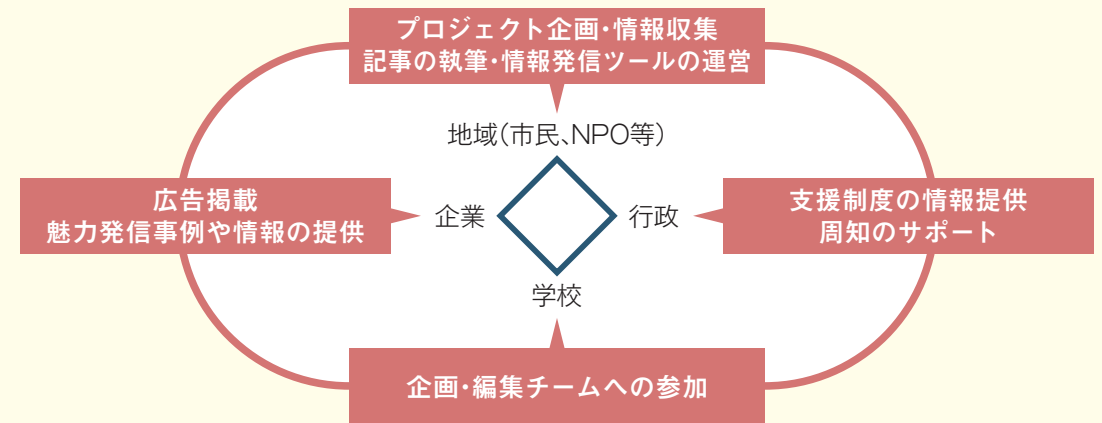 プロジェクト企画・情報収集
記事の執筆・情報発信ツールの運営
地域(市民、NPO等)
広告掲載
魅力発信事例や情報の提供
企業
行政
支援制度の情報提供
周知のサポート
学校
企画・編集チームへの参加